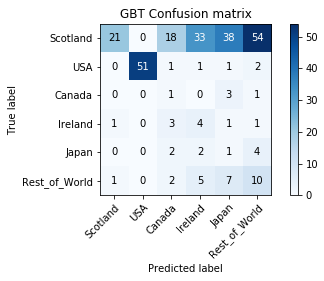 GBT Confusion matrix
True label
Scotland 21 0 18 33 38 54
USA 0 51 1 1 1 2
Canada 0 0 1 0 3 1
Ireland 1 0 3 4 1 1
Japan 0 0 2 2 1 4
Rest_of_World 1 0 2 5 7 10
Scotland USA Canada Ireland Japan Rest_of_World
Predicted label
50
40
30
20
10
0